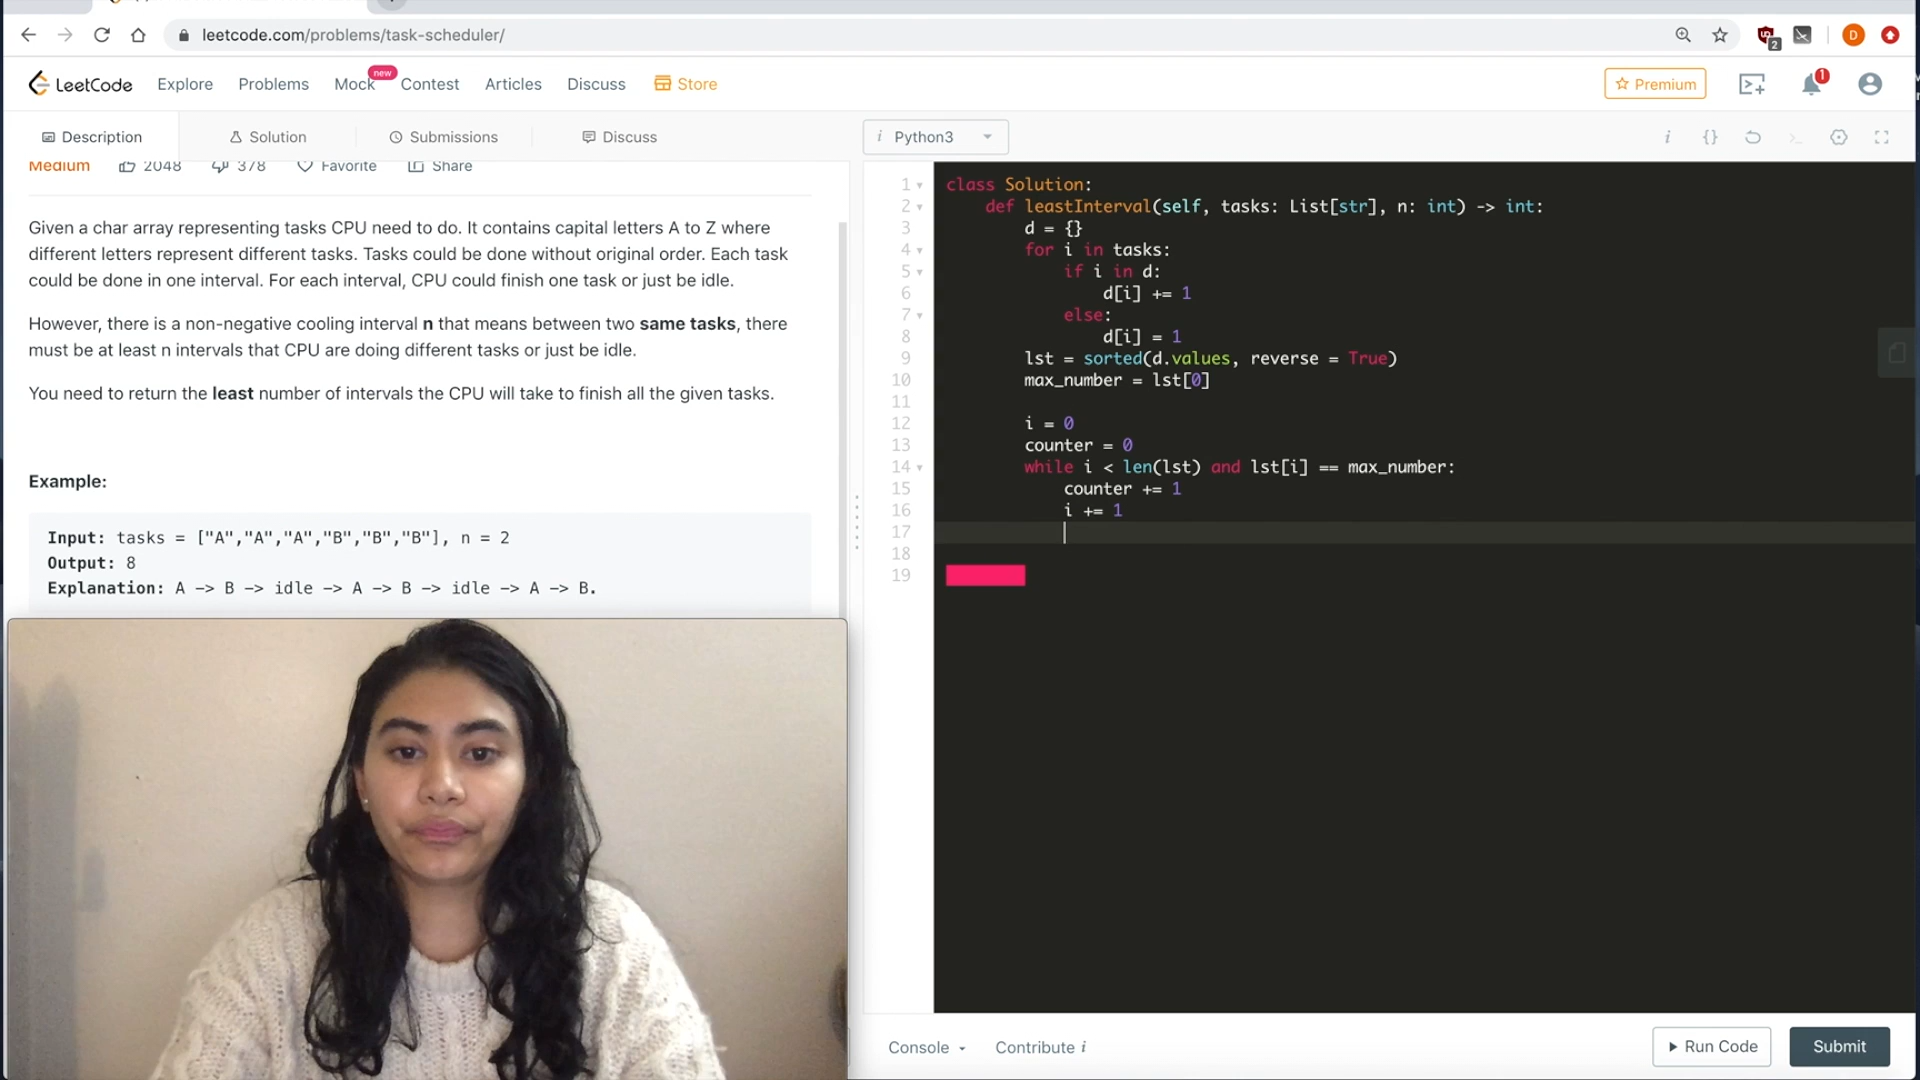 leetcode.com/problems/task-scheduler/
2
D
LeetCode Explore Problems Mock new Contest Articles Discuss Store
Premium
1
Description Solution Submissions Discuss
i Python3
i {}
Medium 2048 378 Favorite Share
Given a char array representing tasks CPU need to do. It contains capital letters A to Z where
different letters represent different tasks. Tasks could be done without original order. Each task
could be done in one interval. For each interval, CPU could finish one task or just be idle.
However, there is a non-negative cooling interval n that means between two same tasks, there
must be at least n intervals that CPU are doing different tasks or just be idle.
You need to return the least number of intervals the CPU will take to finish all the given tasks.
Example:
Input: tasks = ["A","A","A","B","B","B"], n = 2
Output: 8
Explanation: A -> B -> idle -> A -> B -> idle -> A -> B.
1 class Solution:
2 def leastInterval(self, tasks: List[str], n: int) -> int:
3 d = {}
4 for i in tasks:
5 if i in d:
6 d[i] += 1
7 else:
8 d[i] = 1
9 lst = sorted(d.values, reverse = True)
10 max_number = lst[0]
11
12 i = 0
13 counter = 0
14 while i < len(lst) and lst[i] == max_number:
15 counter += 1
16 i += 1
17
18
19
Console Contribute i
Run Code Submit